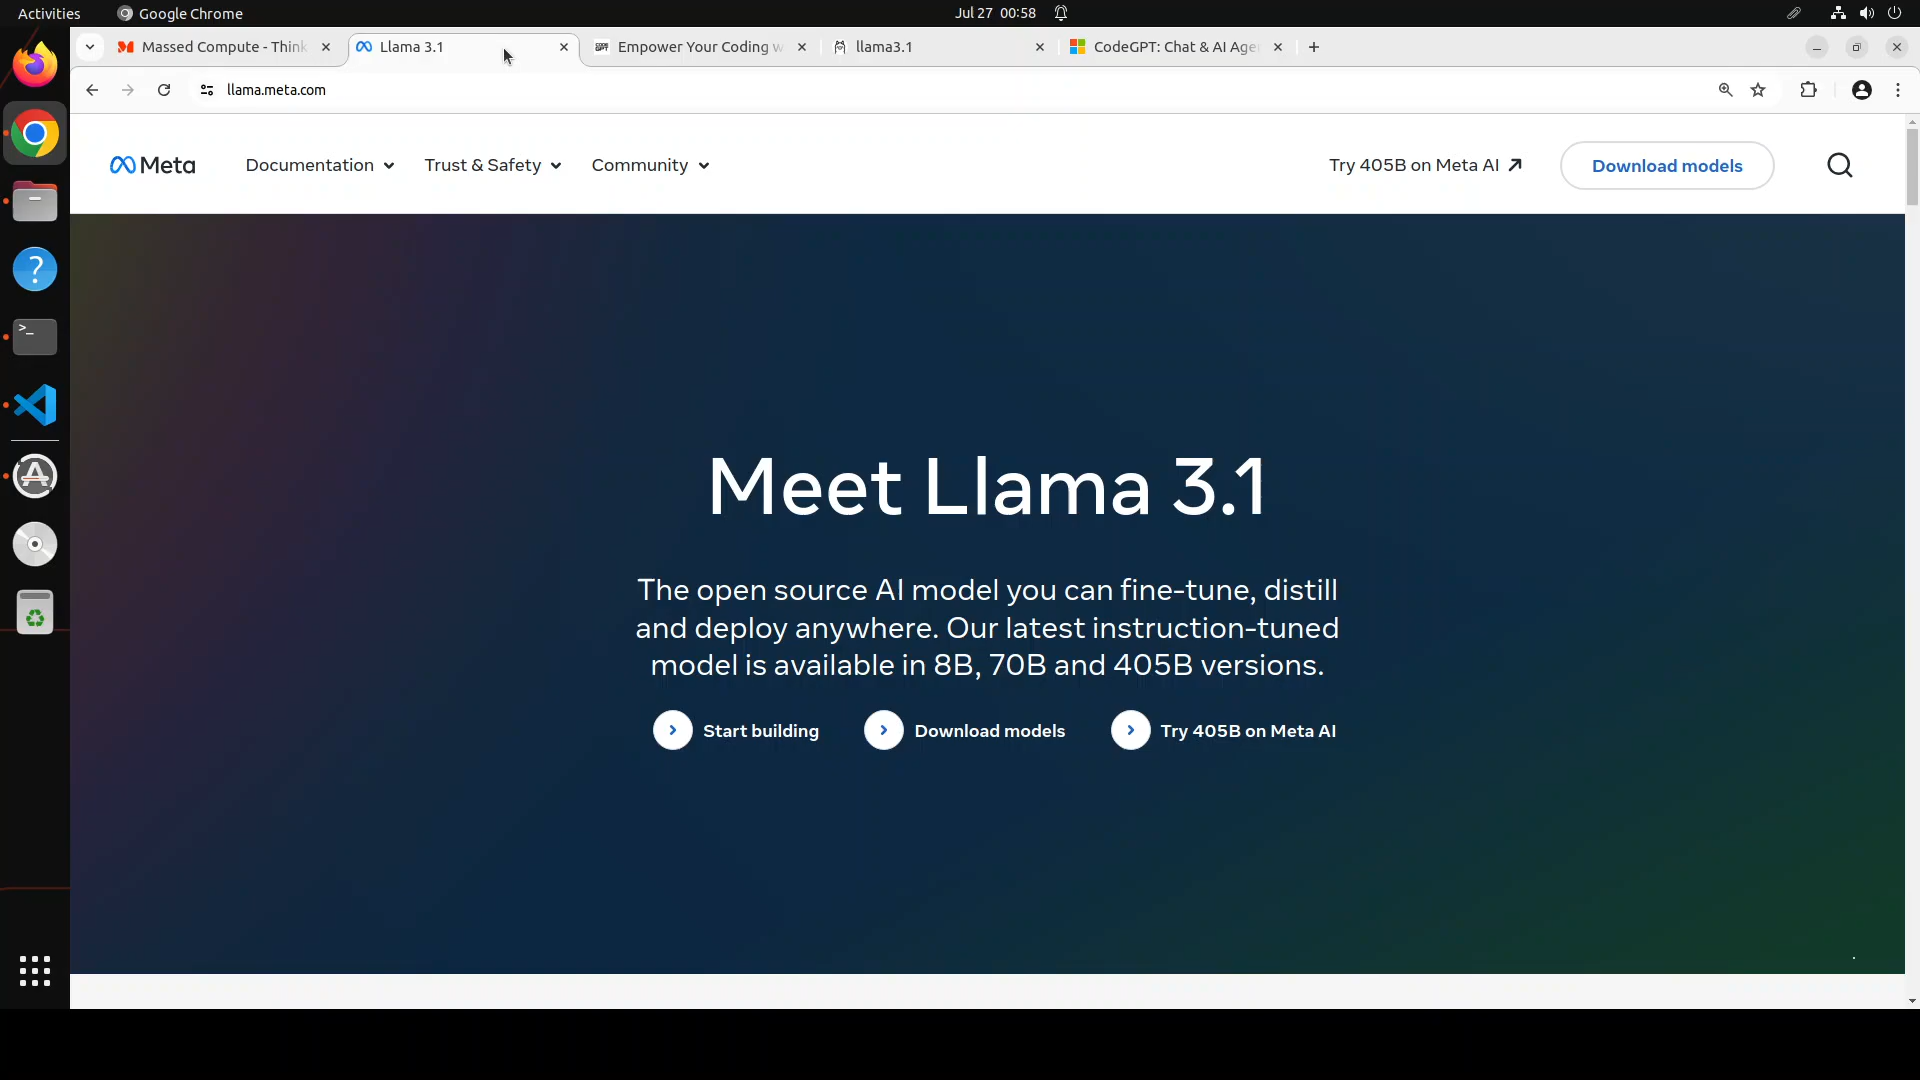 Activities Google Chrome Jul 27 00:58
Massed Compute - Think Llama 3.1 Empower Your Coding w llama3.1 CodeGPT: Chat & AI Age
llama.meta.com
Meta Documentation Trust & Safety Community Try 405B on Meta AI Download models
Meet Llama 3.1
The open source AI model you can fine-tune, distill
and deploy anywhere. Our latest instruction-tuned
model is available in 8B, 70B and 405B versions.
Start building Download models Try 405B on Meta AI